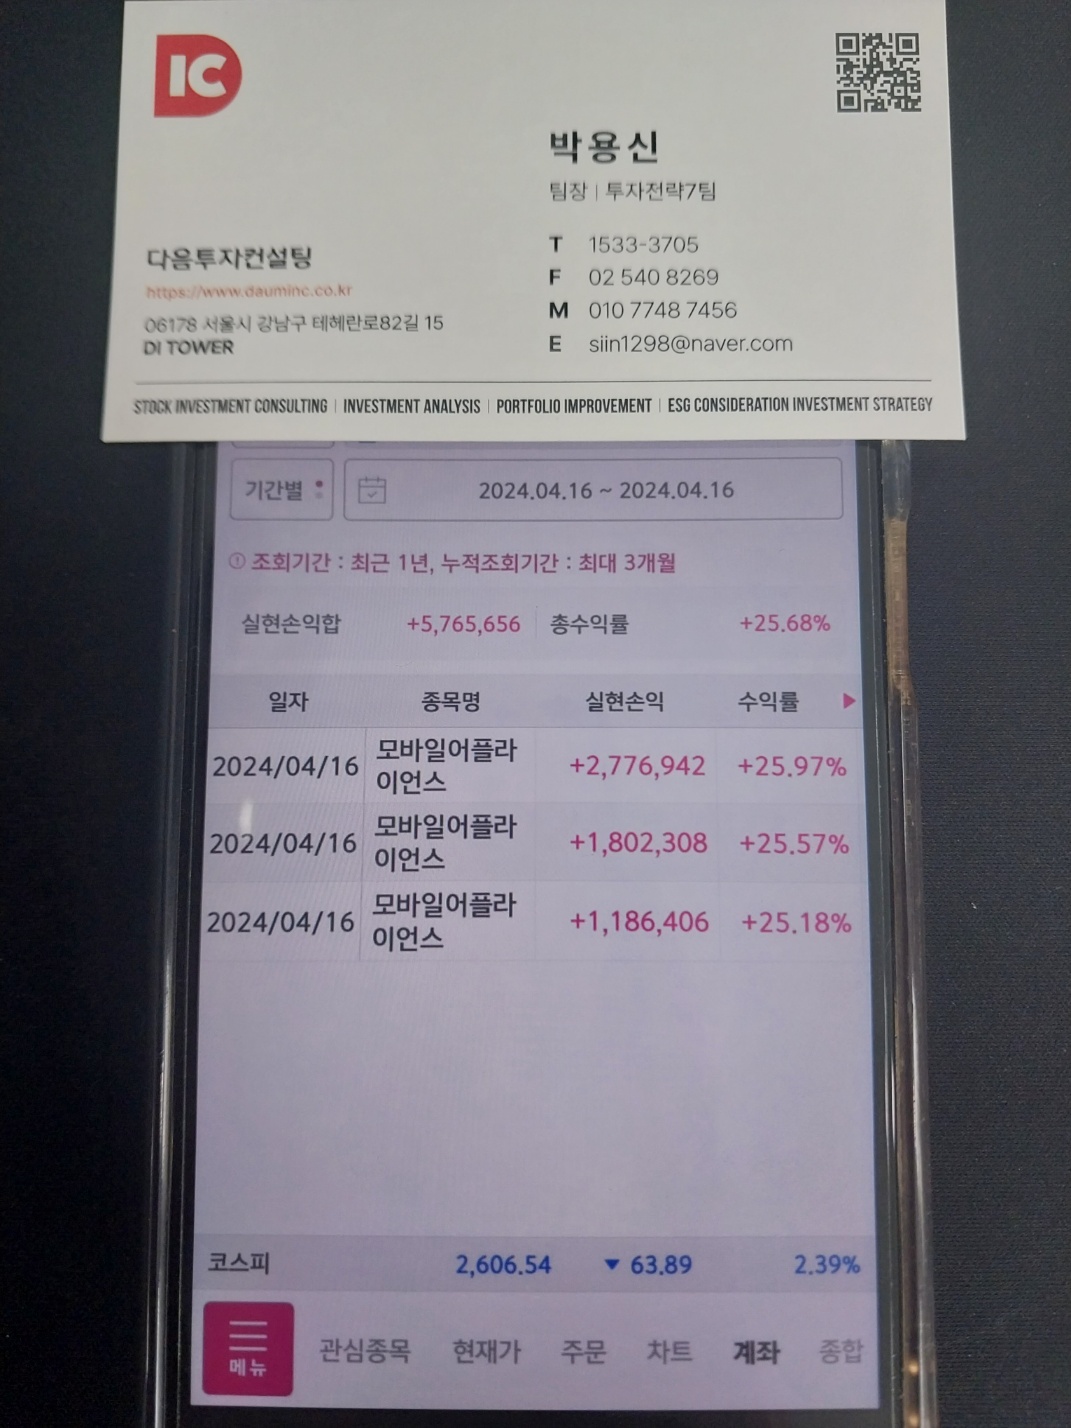 IC
박용신
팀장 | 투자전략7팀
다음투자컨설팅
https://www.dauminc.co.kr
06178 서울시 강남구 테헤란로82길 15
DI TOWER
T 1533-3705
F 02 540 8269
M 010 7748 7456
E siin1298@naver.com
STOCK INVESTMENT CONSULTING | INVESTMENT ANALYSIS | PORTFOLIO IMPROVEMENT | ESG CONSIDERATION INVESTMENT STRATEGY
기간별 2024.04.16 ~ 2024.04.16
조회기간 : 최근 1년, 누적조회기간 : 최대 3개월
실현손익합 +5,765,656 총수익률 +25.68%
일자 종목명 실현손익 수익률 ▶
2024/04/16 모바일어플라 +2,776,942 +25.97%
이언스
2024/04/16 모바일어플라 +1,802,308 +25.57%
이언스
2024/04/16 모바일어플라 +1,186,406 +25.18%
이언스
코스피 2,606.54 ▼ 63.89 2.39%
메뉴 관심종목 현재가 주문 차트 계좌 종합